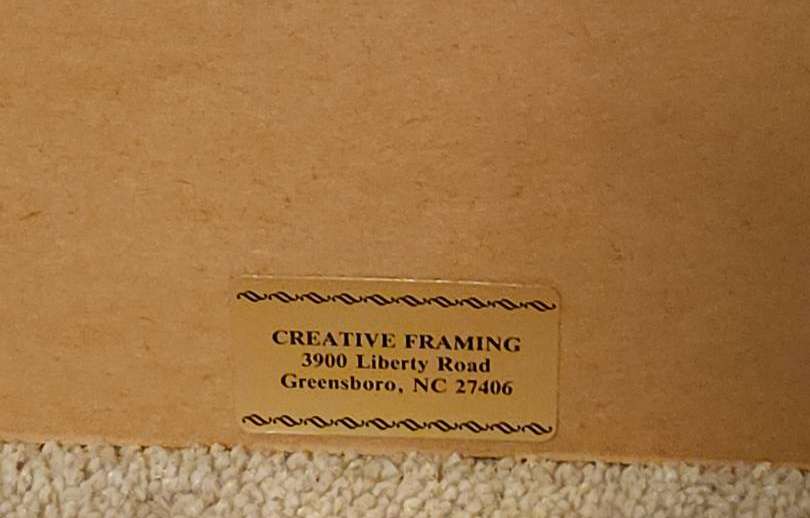 CREATIVE FRAMING
3900 Liberty Road
Greensboro, NC 27406